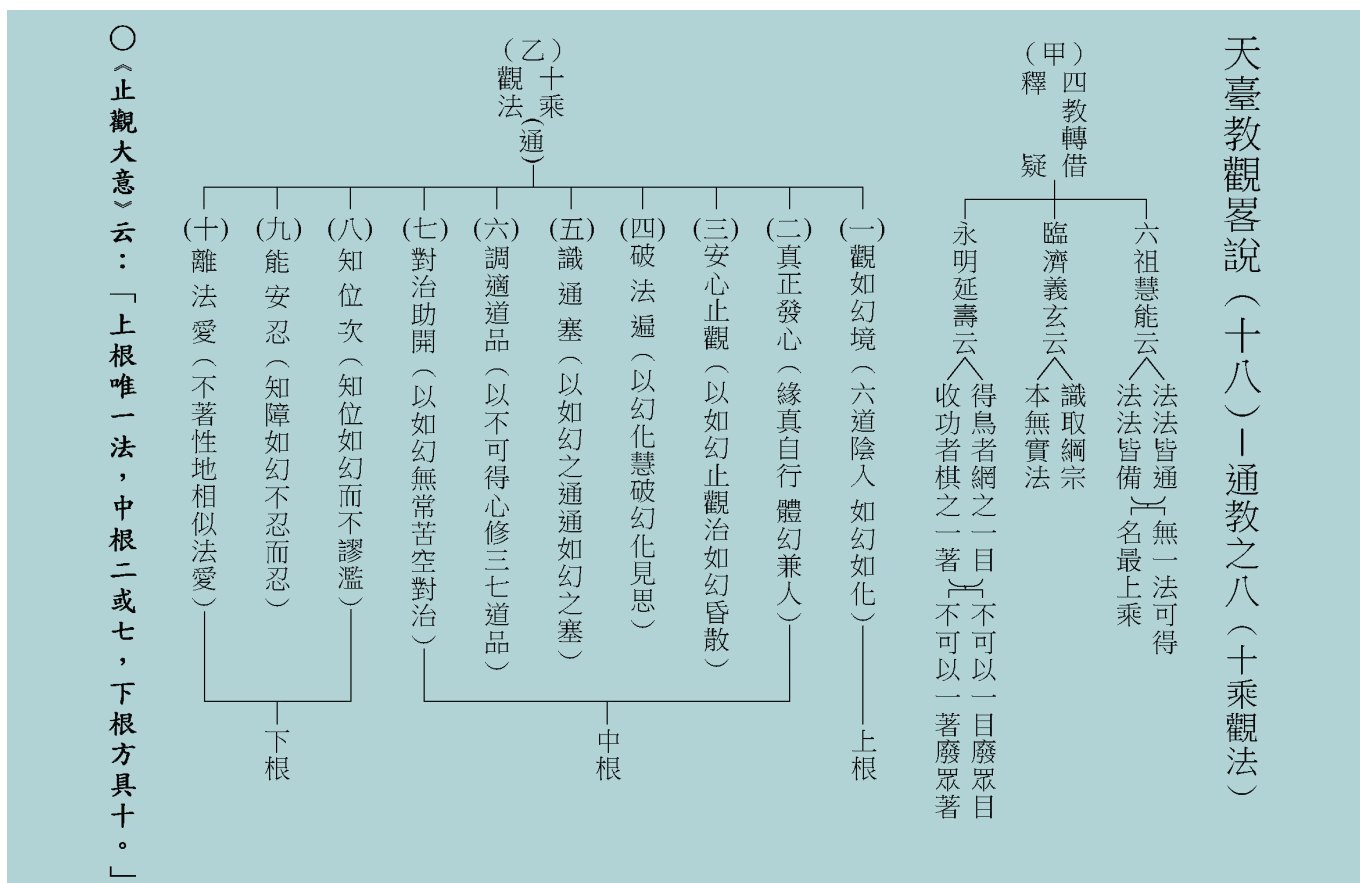 天臺教觀畧說（十八）－通教之八（十乘觀法）
（甲）四教轉借釋疑
六祖慧能云
法法皆通
法法皆備
無一法可得
名最上乘
臨濟義玄云
識取綱宗
本無實法
永明延壽云
得鳥者網之一目
收功者棋之一著
不可以一目廢眾目
不可以一著廢眾著
（乙）十乘觀法（通）
(一)觀如幻境（六道陰入 如幻如化）
(二)真正發心（緣真自行 體幻兼人）
(三)安心止觀（以如幻止觀治如幻昏散）
(四)破法遍（以幻化慧破幻化見思）
(五)識通塞（以如幻之通通如幻之塞）
(六)調適道品（以不可得心修三七道品）
(七)對治助開（以如幻無常苦空對治）
(八)知位次（知位如幻而不謬濫）
(九)能安忍（知障如幻不忍而忍）
(十)離法愛（不著性地相似法愛）
上根
中根
下根
○《止觀大意》云：「上根唯一法，中根二或七，下根方具十。」